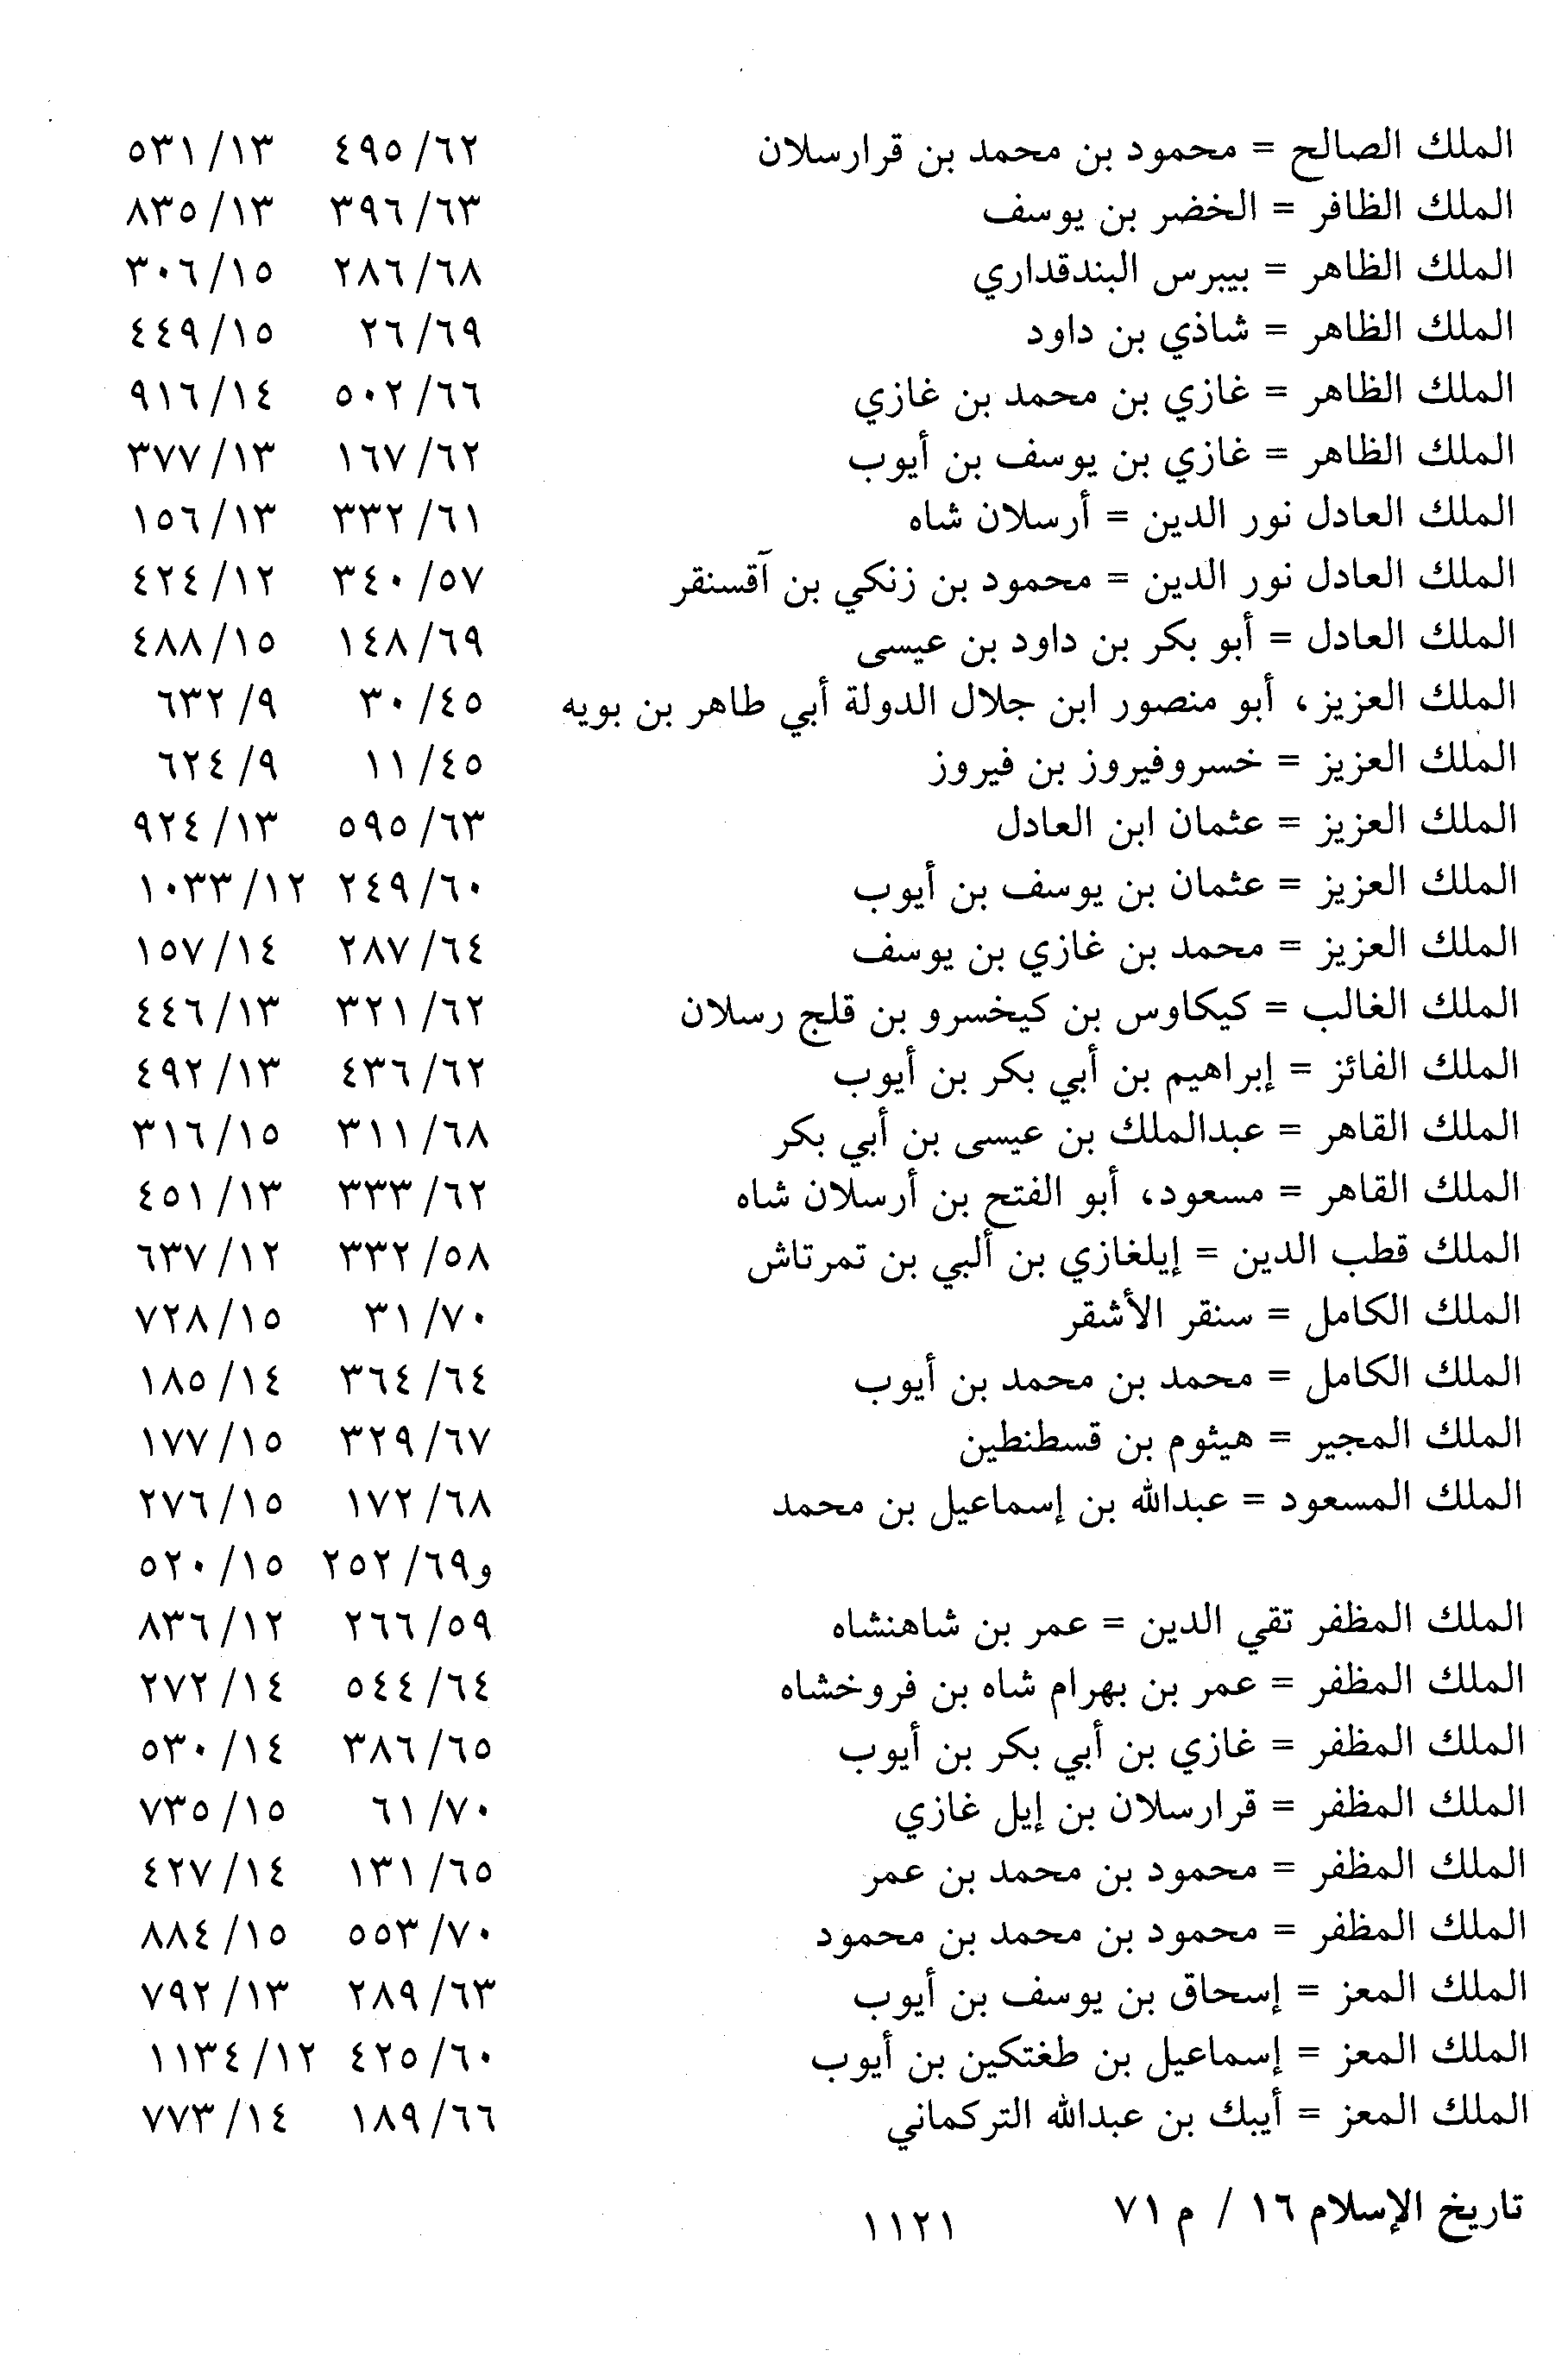 الملك الصالح = محمود بن محمد بن قرارسلان ٤٩٥/٦٢ ٥٣١/١٣
الملك الظافر = الخضر بن يوسف ٣٩٦/٦٣ ٨٣٥/١٣
الملك الظاهر = بيبرس البندقداري ٢٨٦/٦٨ ٣٠٦/١٥
الملك الظاهر = شاذي بن داود ٢٦/٦٩ ٤٤٩/١٥
الملك الظاهر = غازي بن محمد بن غازي ٥٠٢/٦٦ ٩١٦/١٤
الملك الظاهر = غازي بن يوسف بن أيوب ١٦٧/٦٢ ٣٧٧/١٣
الملك العادل نور الدين = أرسلان شاه ٣٣٢/٦١ ١٥٦/١٣
الملك العادل نور الدين = محمود بن زنكي بن آقسنقر ٣٤٠/٥٧ ٤٢٤/١٢
الملك العادل = أبو بكر بن داود بن عيسى ١٤٨/٦٩ ٤٨٨/١٥
الملك العزيز، أبو منصور ابن جلال الدولة أبي طاهر بن بويه ٣٠/٤٥ ٦٣٢/٩
الملك العزيز = خسروفيروز بن فيروز ١١/٤٥ ٦٢٤/٩
الملك العزيز = عثمان ابن العادل ٥٩٥/٦٣ ٩٢٤/١٣
الملك العزيز = عثمان بن يوسف بن أيوب ٢٤٩/٦٠ ١٠٣٣/١٢
الملك العزيز = محمد بن غازي بن يوسف ٢٨٧/٦٤ ١٥٧/١٤
الملك الغالب = كيكاوس بن كيخسرو بن قلج رسلان ٣٢١/٦٢ ٤٤٦/١٣
الملك الفائز = إبراهيم بن أبي بكر بن أيوب ٤٣٦/٦٢ ٤٩٢/١٣
الملك القاهر = عبدالملك بن عيسى بن أبي بكر ٣١١/٦٨ ٣١٦/١٥
الملك القاهر = مسعود، أبو الفتح بن أرسلان شاه ٣٣٣/٦٢ ٤٥١/١٣
الملك قطب الدين = إيلغازي بن ألبي بن تمرتاش ٣٣٢/٥٨ ٦٣٧/١٢
الملك الكامل = سنقر الأشقر ٣١/٧٠ ٧٢٨/١٥
الملك الكامل = محمد بن محمد بن أيوب ٣٦٤/٦٤ ١٨٥/١٤
الملك المجير = هيثوم بن قسطنطين ٣٢٩/٦٧ ١٧٧/١٥
الملك المسعود = عبدالله بن إسماعيل بن محمد ١٧٢/٦٨ ٢٧٦/١٥
و٢٥٢/٦٩ ٥٢٠/١٥
الملك المظفر تقي الدين = عمر بن شاهنشاه ٢٦٦/٥٩ ٨٣٦/١٢
الملك المظفر = عمر بن بهرام شاه بن فروخشاه ٥٤٤/٦٤ ٢٧٢/١٤
الملك المظفر = غازي بن أبي بكر بن أيوب ٣٨٦/٦٥ ٥٣٠/١٤
الملك المظفر = قرارسلان بن إيل غازي ٦١/٧٠ ٧٣٥/١٥
الملك المظفر = محمود بن محمد بن عمر ١٣١/٦٥ ٤٢٧/١٤
الملك المظفر = محمود بن محمد بن محمود ٥٥٣/٧٠ ٨٨٤/١٥
الملك المعز = إسحاق بن يوسف بن أيوب ٢٨٩/٦٣ ٧٩٢/١٣
الملك المعز = إسماعيل بن طغتكين بن أيوب ٤٢٥/٦٠ ١١٣٤/١٢
الملك المعز = أيبك بن عبدالله التركماني ١٨٩/٦٦ ٧٧٣/١٤
تاريخ الإسلام ١٦ / م ٧١
١١٢١